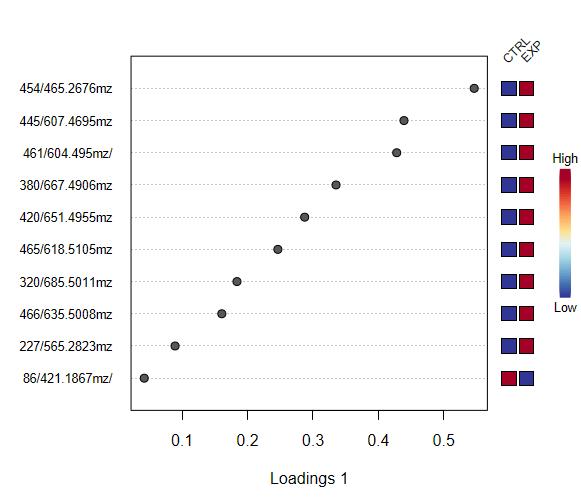 CTRL
EXP
454/465.2676mz
445/607.4695mz
461/604.495mz/
380/667.4906mz
420/651.4955mz
465/618.5105mz
320/685.5011mz
466/635.5008mz
227/565.2823mz
86/421.1867mz/
High
Low
0.1 0.2 0.3 0.4 0.5
Loadings 1